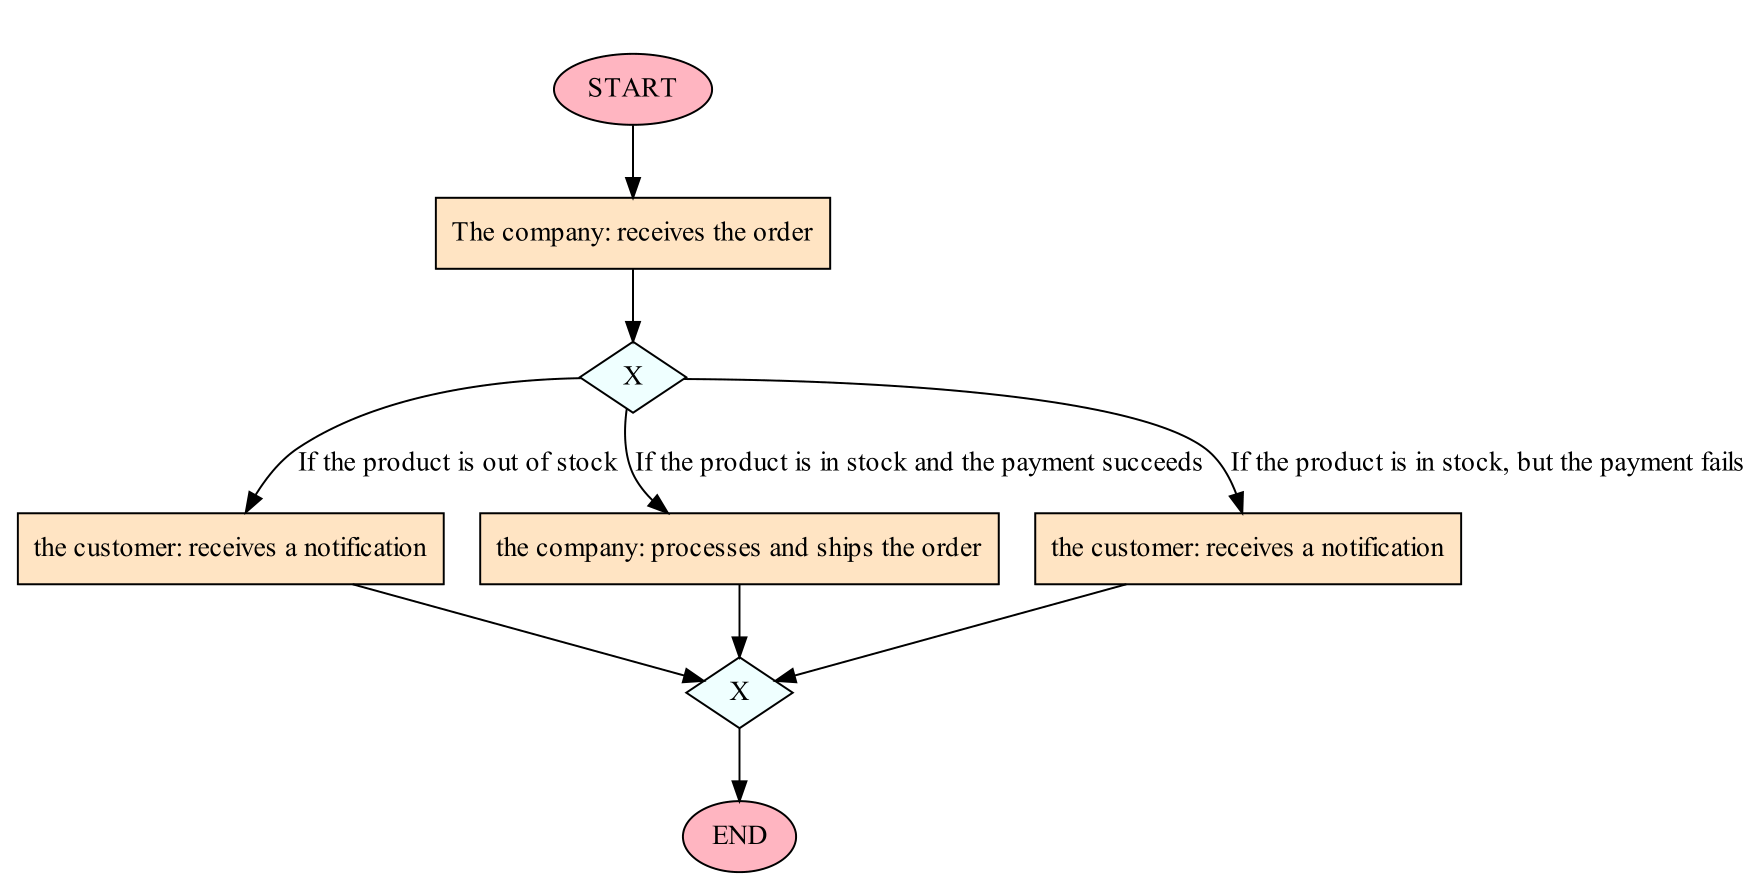 START
The company: receives the order
X
If the product is out of stock
If the product is in stock and the payment succeeds
If the product is in stock, but the payment fails
the customer: receives a notification
the company: processes and ships the order
the customer: receives a notification
X
END